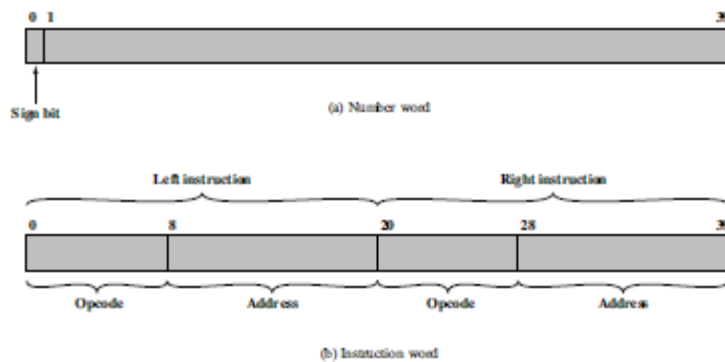 0 1
Sign bit
(a) Number word
Left instruction Right instruction
0 8 20 28
Opcode Address Opcode Address
(b) Instruction word